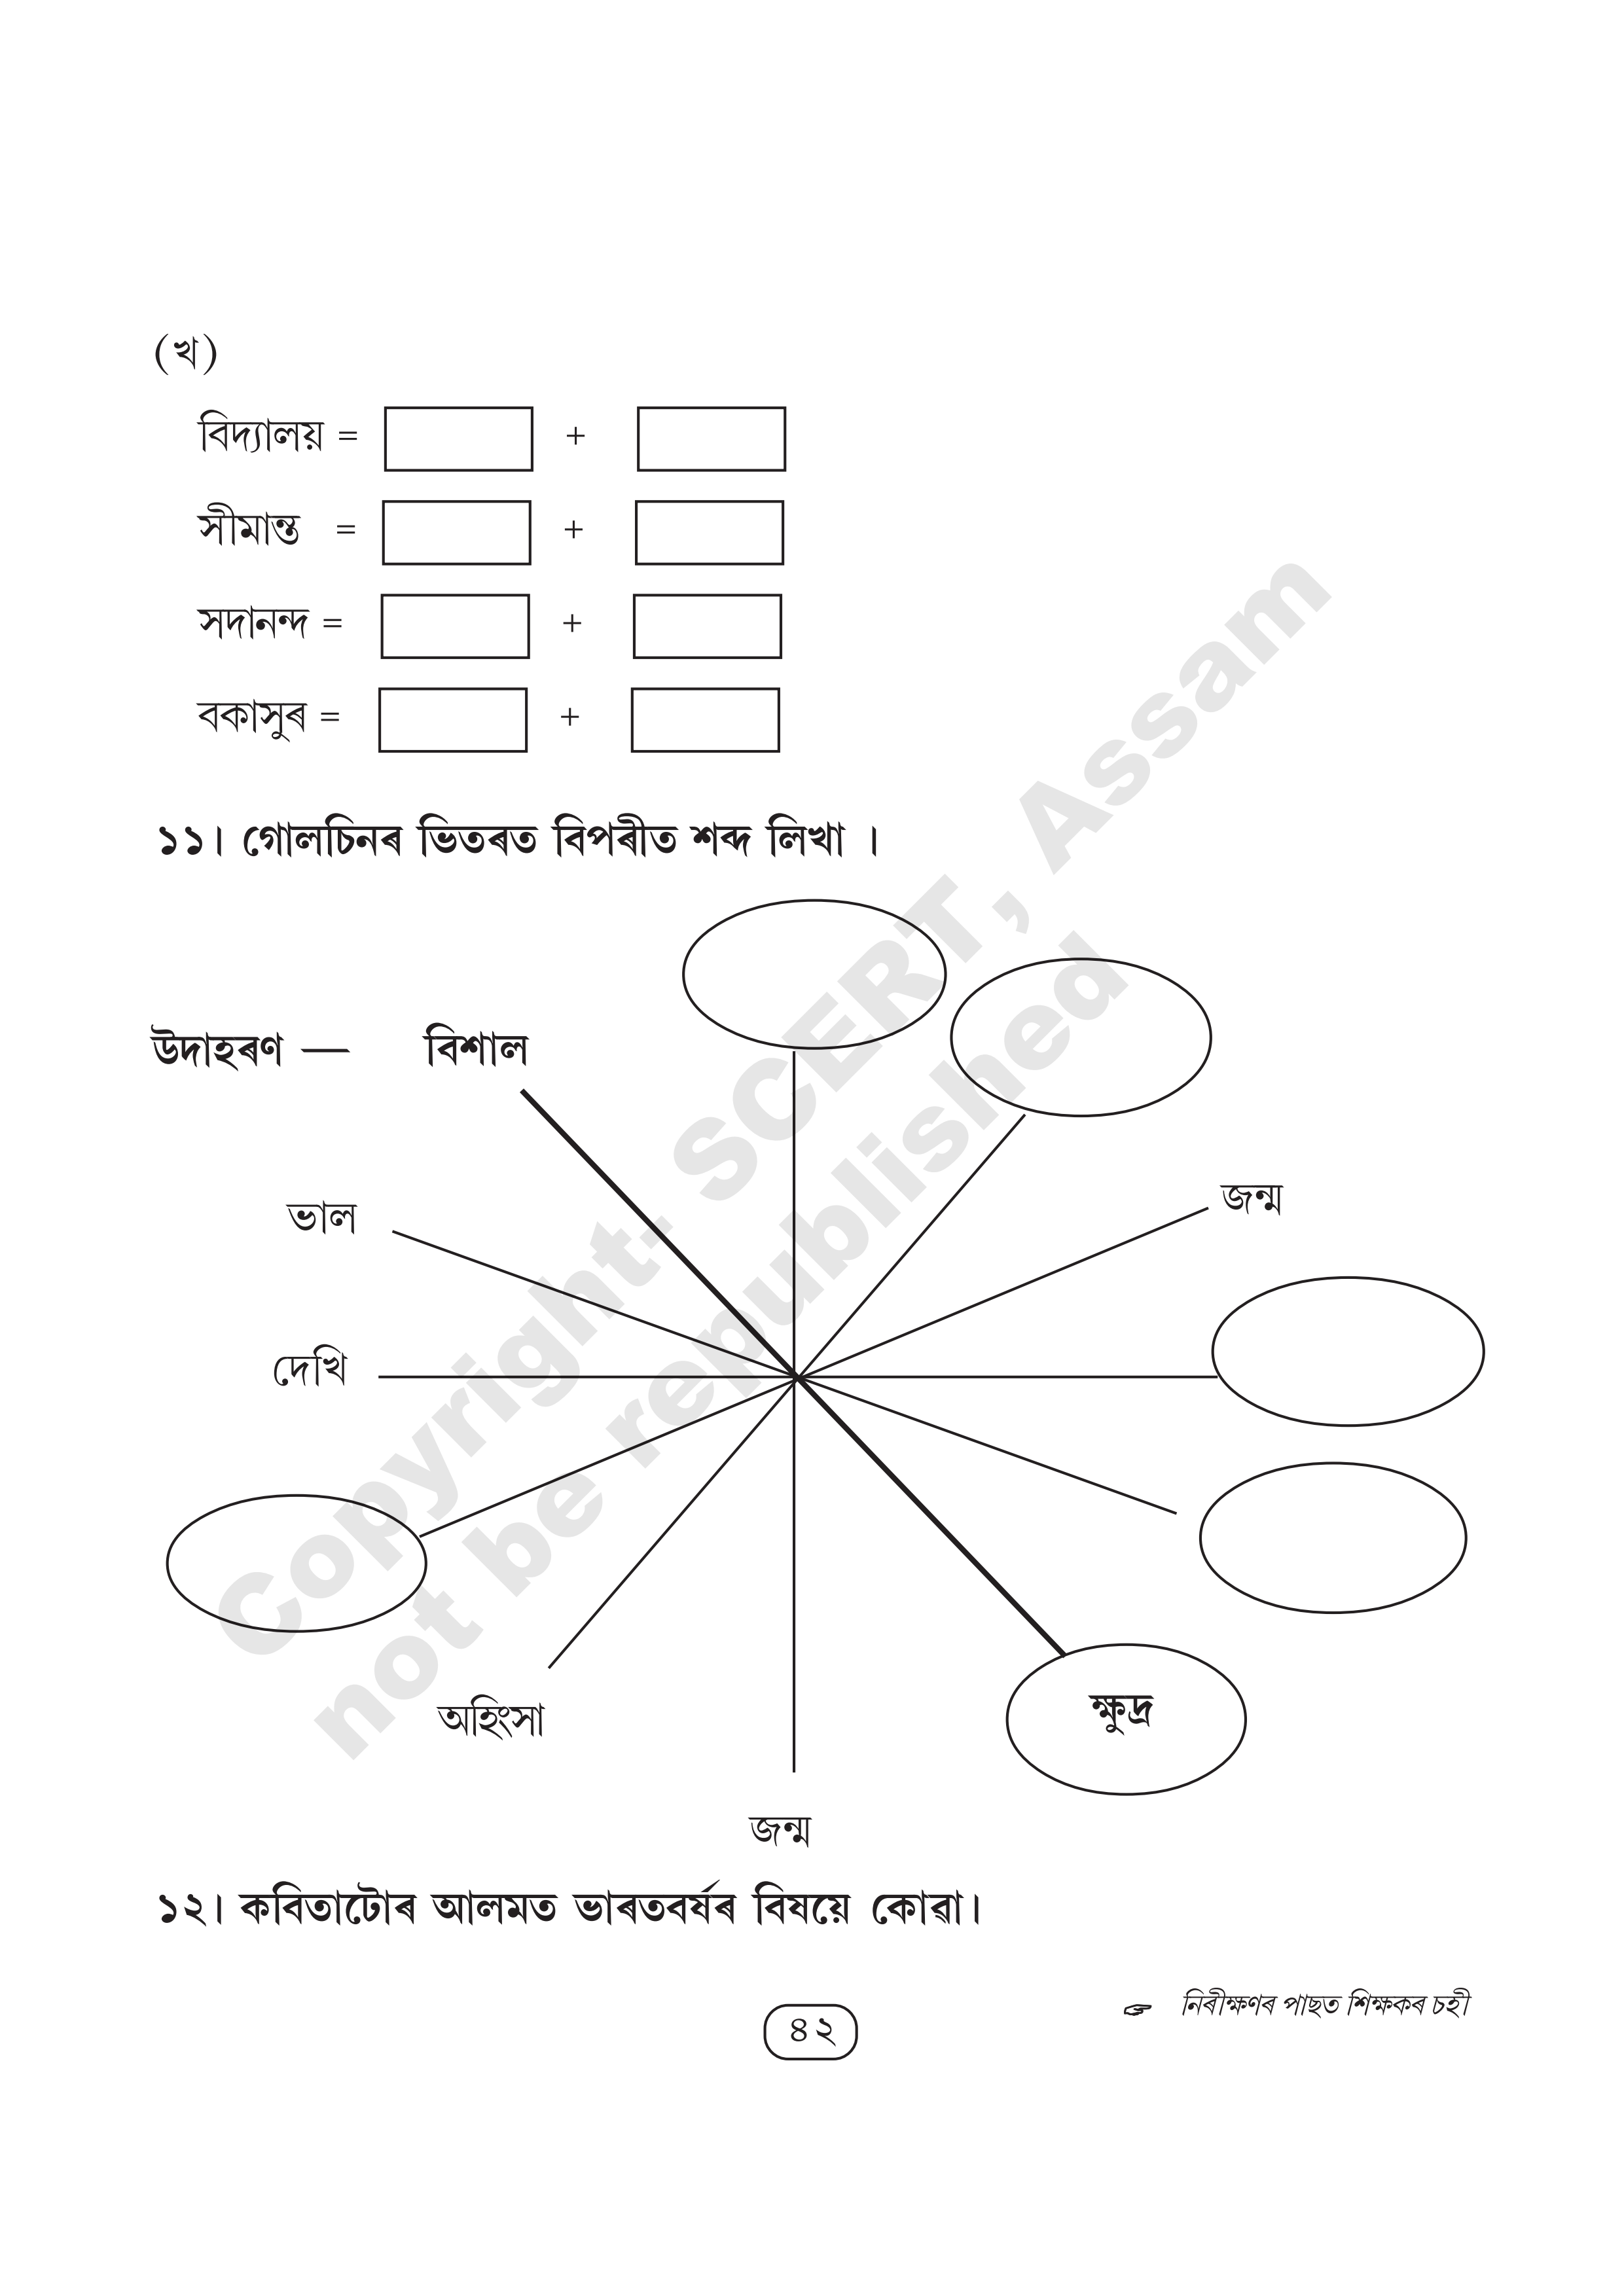 (খ)
বিদ্যালয় = +
সীমান্ত = +
সদানন্দ = +
বকাসুৰ = +
১১। গোলচিনৰ ভিতৰত বিপৰীত শব্দ লিখা ।
উদাহৰণ — বিশাল
ভাল
জন্ম
দেখি
অহিংসা
ক্ষুদ্ৰ
জন্ম
১২। কবিতাটোৰ আলমত ভাৰতবৰ্ষৰ বিষয়ে কোৱা।
☞ নিৰীক্ষণৰ পাছত শিক্ষকৰ চহী
৪২
Copyright- SCERT, Assam
not be republished